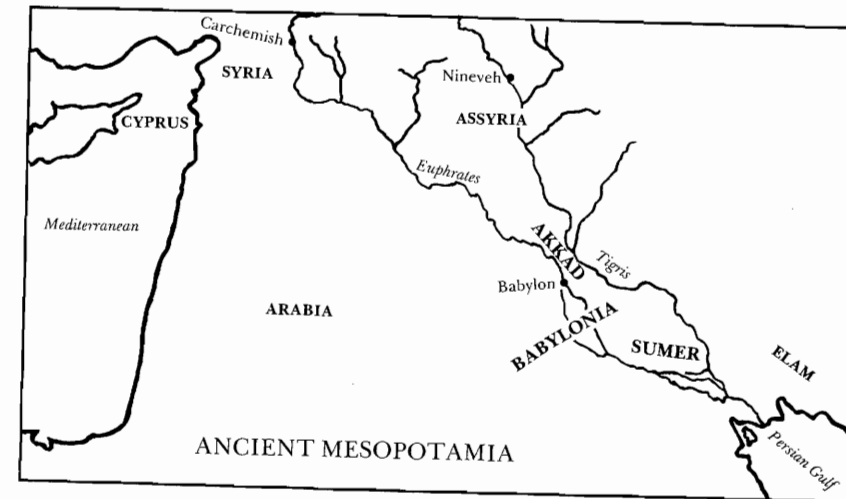 Carchemish
SYRIA
Nineveh
CYPRUS
ASSYRIA
Euphrates
Mediterranean
AKKAD
Tigris
Babylon
ARABIA
BABYLONIA
SUMER
ELAM
ANCIENT MESOPOTAMIA
Persian Gulf